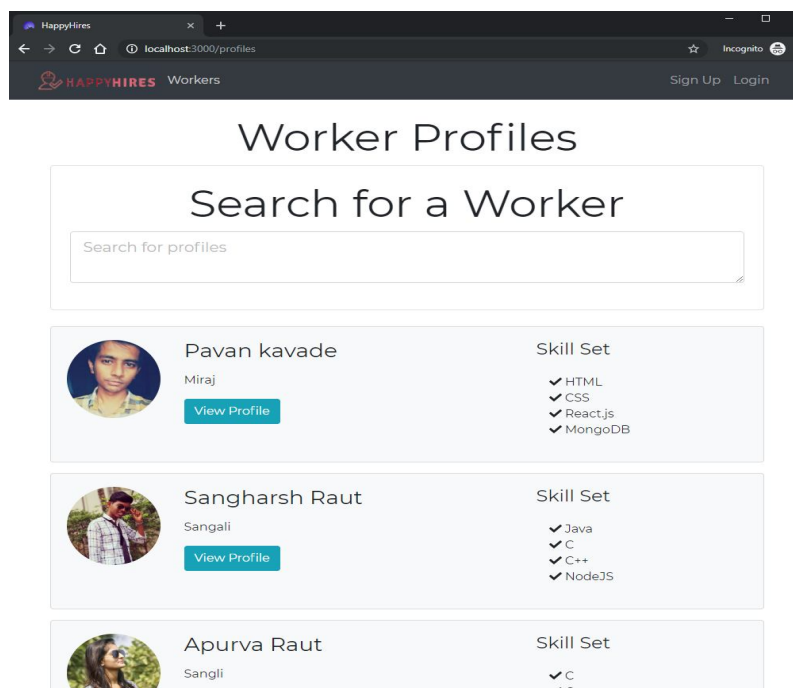 HappyHires
localhost:3000/profiles
Incognito
HAPPYHIRES Workers Sign Up Login
Worker Profiles
Search for a Worker
Search for profiles
Pavan kavade
Miraj
View Profile
Skill Set
HTML
CSS
React.js
MongoDB
Sangharsh Raut
Sangali
View Profile
Skill Set
Java
C
C++
NodeJS
Apurva Raut
Sangli
Skill Set
C